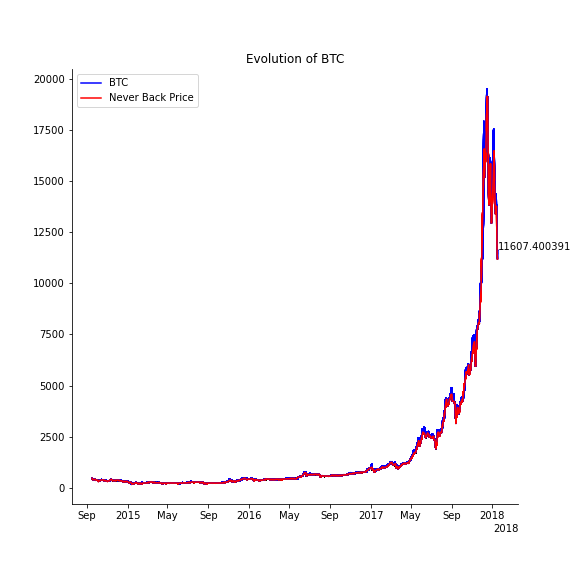 Evolution of BTC
BTC
Never Back Price
20000
17500
15000
12500
10000
7500
5000
2500
0
11607.400391
Sep 2015 May Sep 2016 May Sep 2017 May Sep 2018
2018